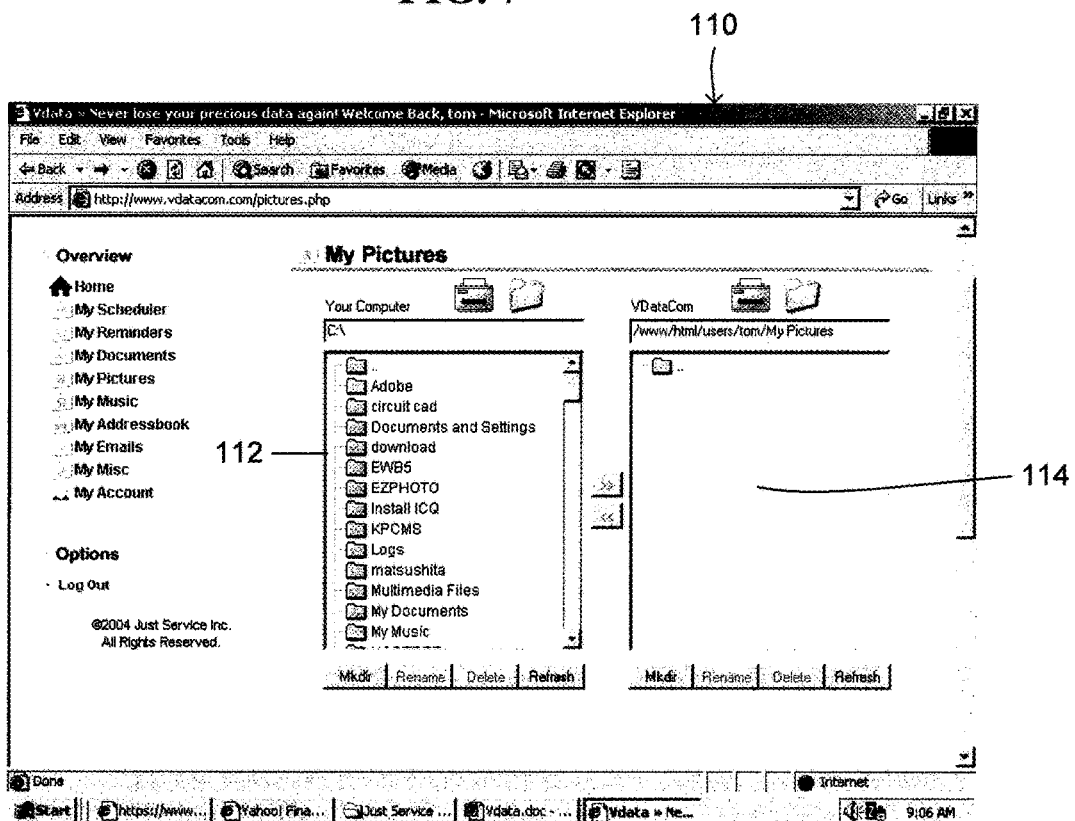 110
Vdata » Never lose your precious data again! Welcome Back, tom - Microsoft Internet Explorer
File Edit View Favorites Tools Help
Back Search Favorites Media
Address http://www.vdatacom.com/pictures.php Go Links »
Overview
Home
My Scheduler
My Reminders
My Documents
My Pictures
My Music
My Addressbook
My Emails
My Misc
My Account
Options
Log Out
©2004 Just Service Inc.
All Rights Reserved.
My Pictures
Your Computer
C:\
..
Adobe
circuit cad
Documents and Settings
download
EWB5
EZPHOTO
Install ICQ
KPCMS
Logs
matsushita
Multimedia Files
My Documents
My Music
Mkdir Rename Delete Refresh
112
>>
<<
VDataCom
/www/html/users/tom/My Pictures
..
Mkdir Rename Delete Refresh
114
Done Internet
Start https://www... Yahoo! Fina... Just Service ... Vdata.doc - ... Vdata » Ne... 9:06 AM